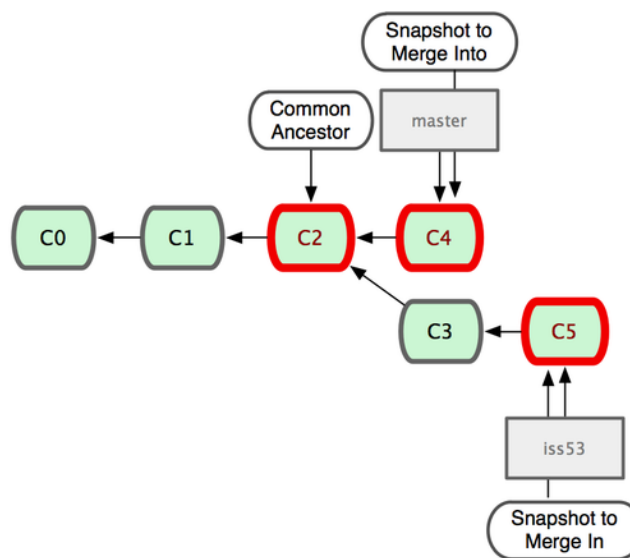 Snapshot to
Merge Into
Common
Ancestor
master
C0
C1
C2
C4
C3
C5
iss53
Snapshot to
Merge In